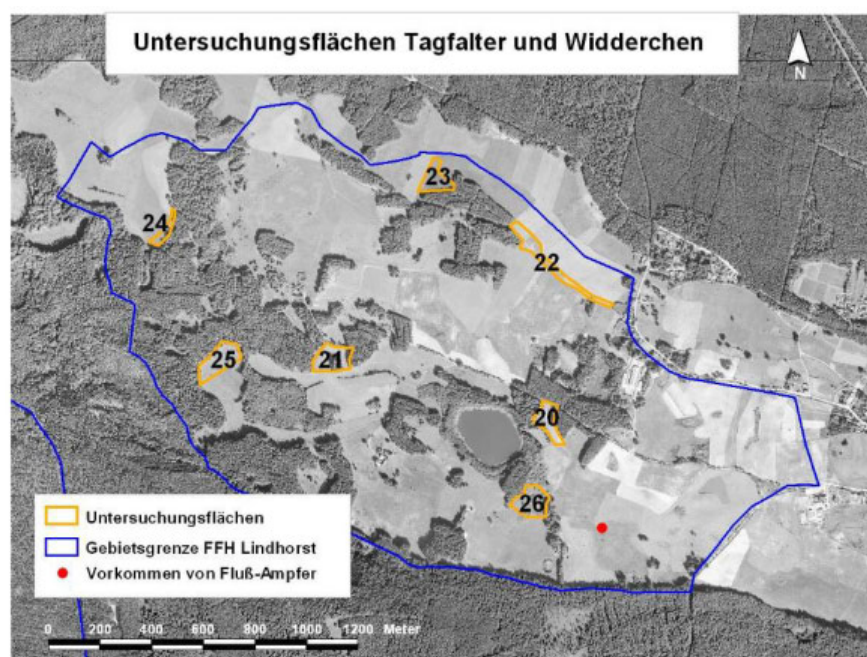 Untersuchungsflächen Tagfalter und Widderchen
N
23
24
22
25
21
20
26
Untersuchungsflächen
Gebietsgrenze FFH Lindhorst
Vorkommen von Fluß-Ampfer
0 200 400 600 800 1000 1200 Meter